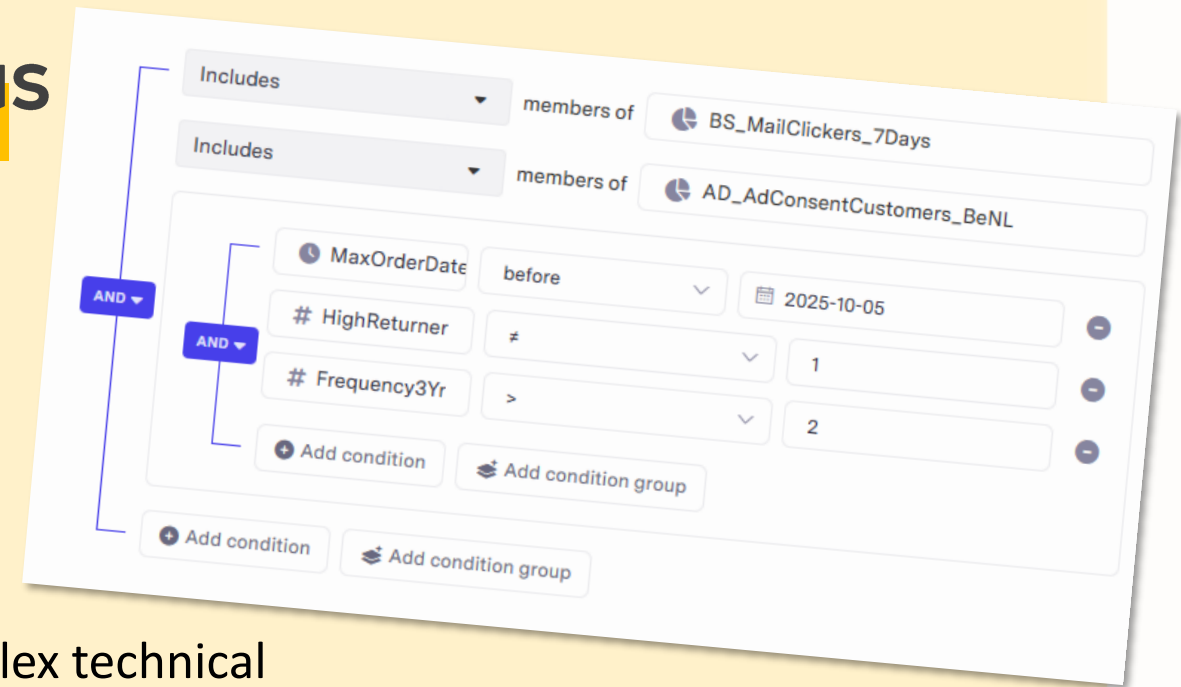 us
Includes members of BS_MailClickers_7Days
Includes members of AD_AdConsentCustomers_BeNL
MaxOrderDate before 2025-10-05
AND
# HighReturner ≠ 1
AND
# Frequency3Yr > 2
Add condition Add condition group
Add condition Add condition group
lex technical